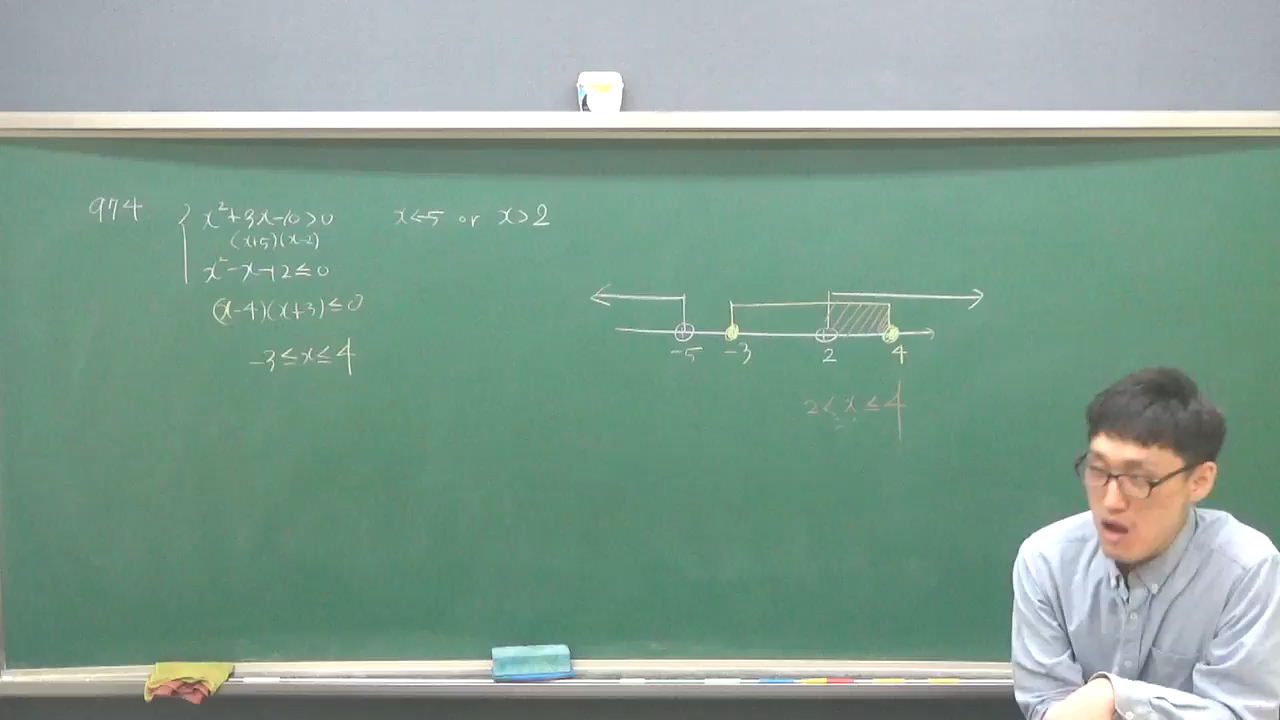 974 x²+3x-10>0 x<-5 or x>2
(x+5)(x-2)
x²-x-12≤0
(x-4)(x+3)≤0
-3≤x≤4
-5 -3 2 4
2<x≤4